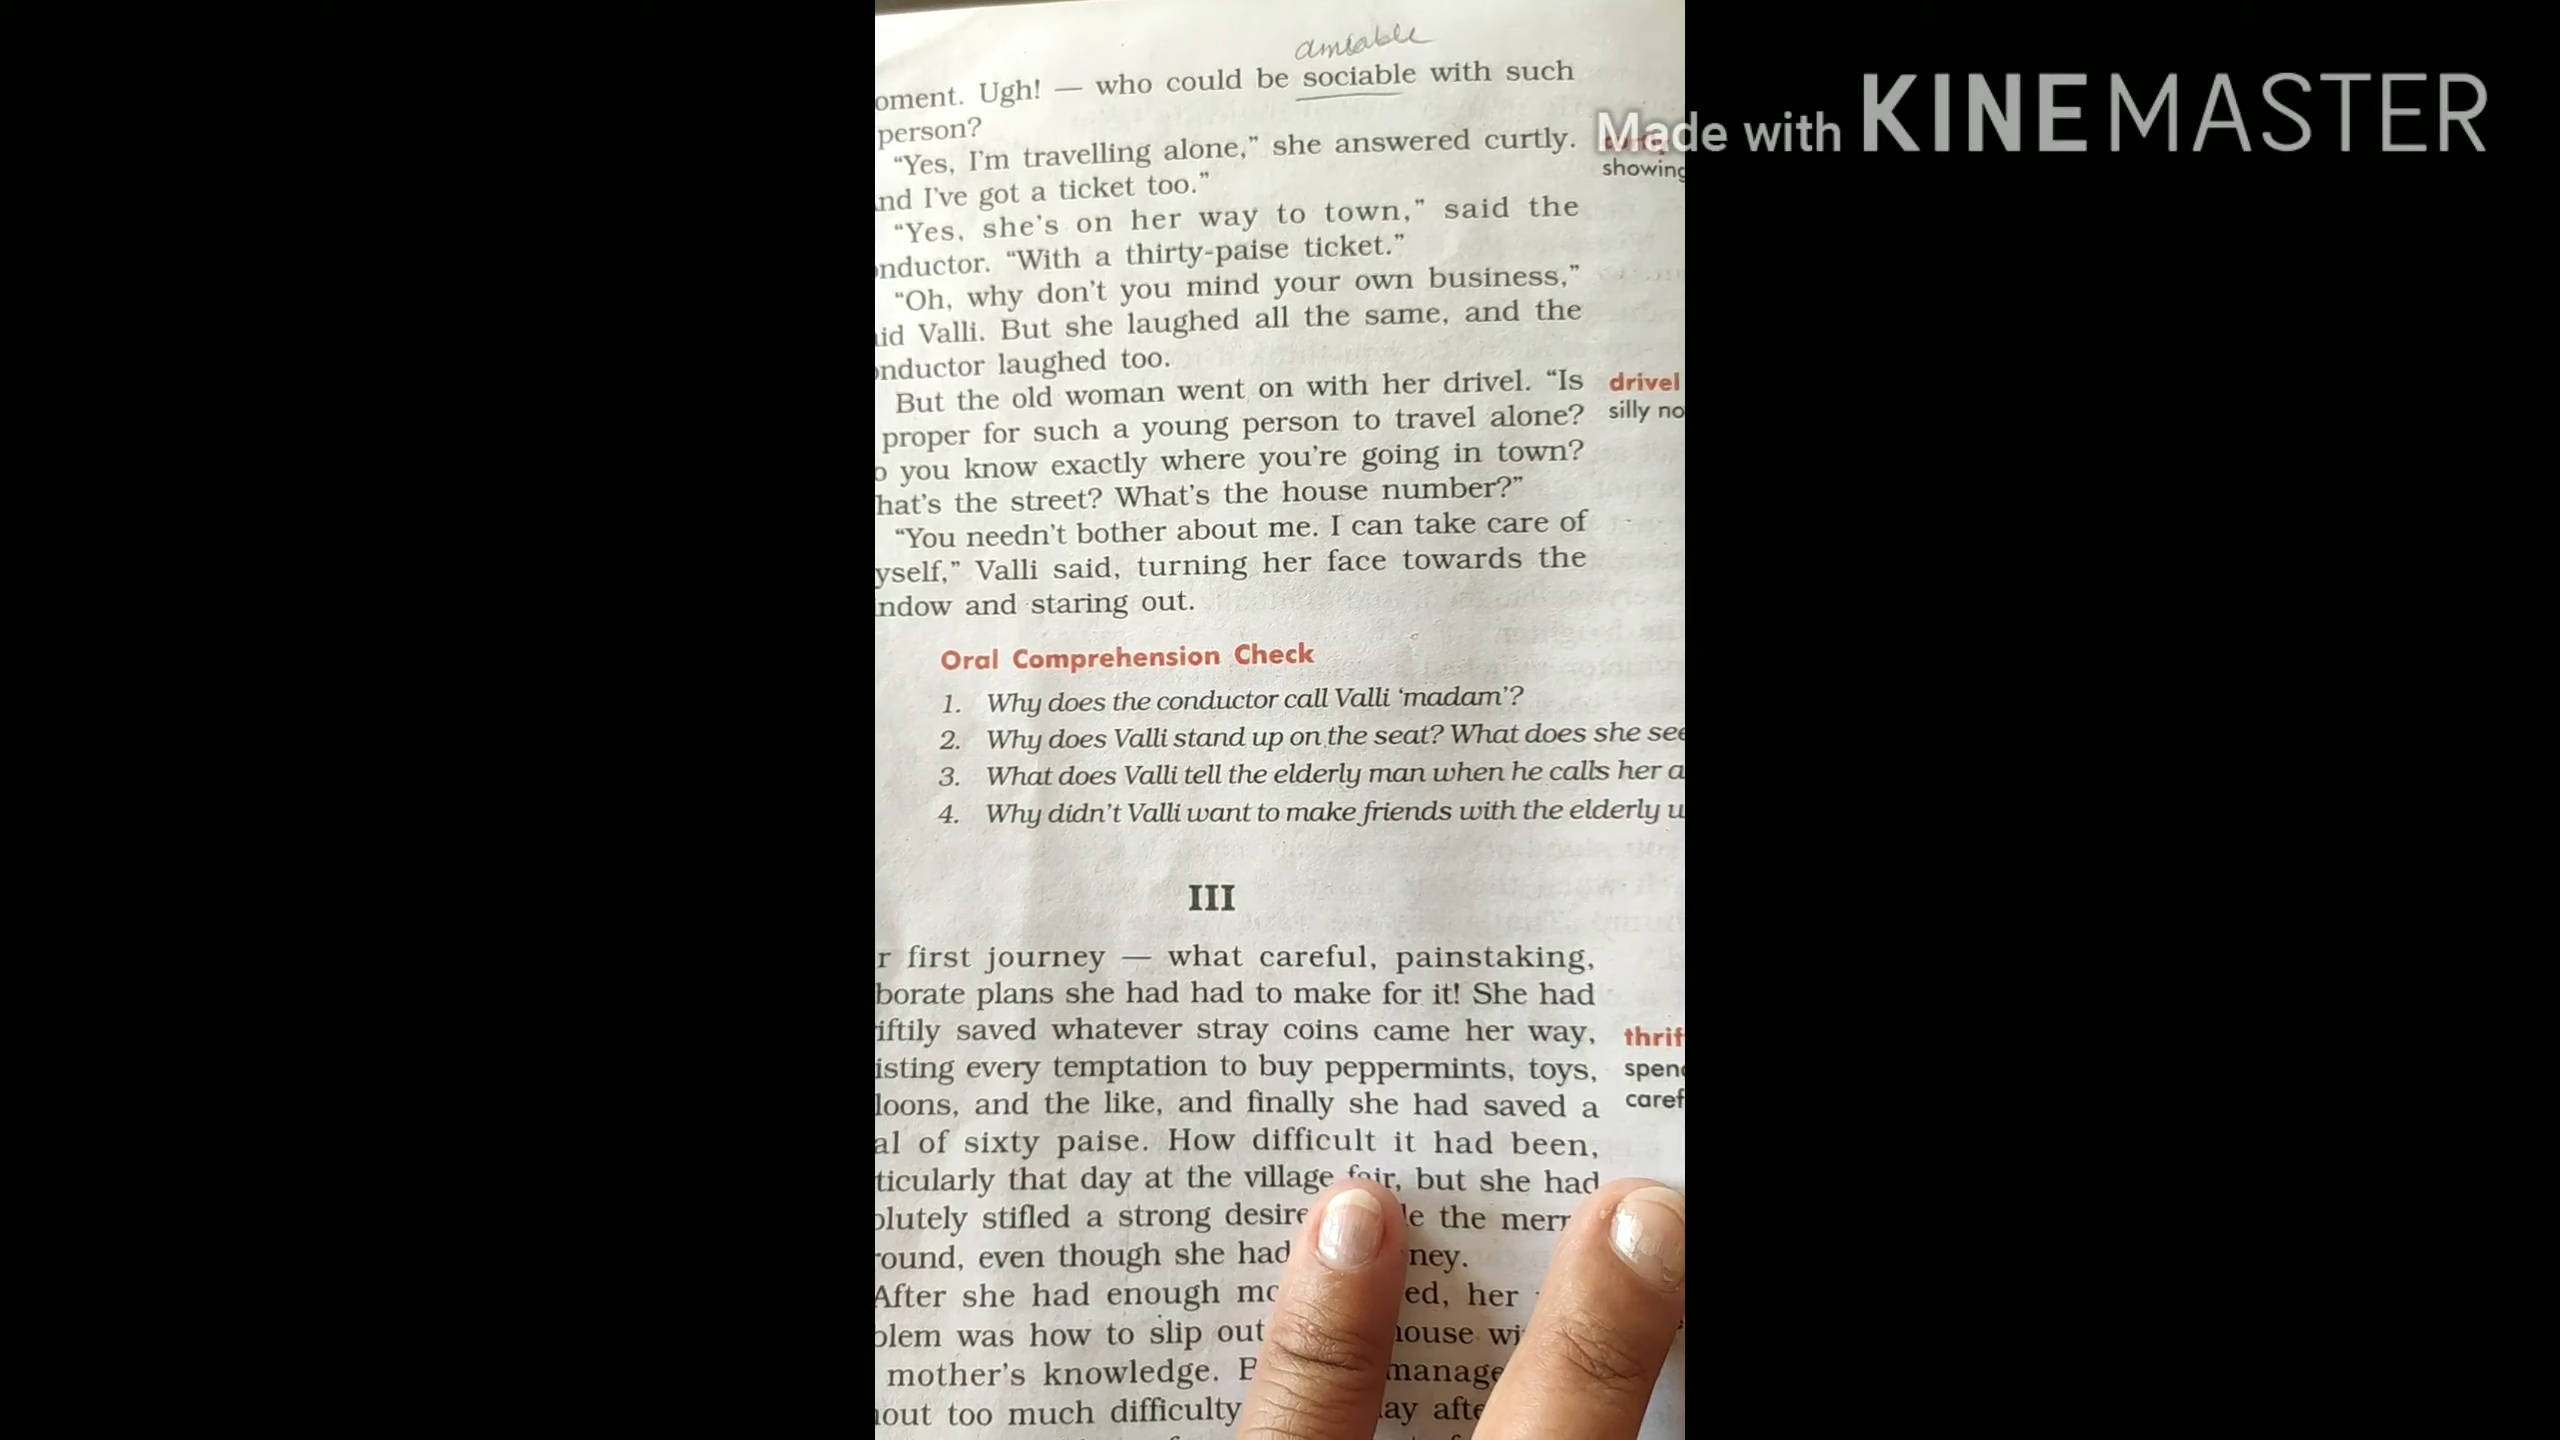 amiable
oment. Ugh! — who could be sociable with such
person?
“Yes, I'm travelling alone,” she answered curtly.
nd I've got a ticket too.”
“Yes, she's on her way to town,” said the
onductor. “With a thirty-paise ticket.”
“Oh, why don't you mind your own business,”
id Valli. But she laughed all the same, and the
onductor laughed too.
But the old woman went on with her drivel. “Is
proper for such a young person to travel alone?
o you know exactly where you're going in town?
hat's the street? What's the house number?”
“You needn't bother about me. I can take care of
yself,” Valli said, turning her face towards the
ndow and staring out.
Made with KINEMASTER
showing
drivel
silly no
Oral Comprehension Check
1. Why does the conductor call Valli ‘madam’?
2. Why does Valli stand up on the seat? What does she see
3. What does Valli tell the elderly man when he calls her a
4. Why didn't Valli want to make friends with the elderly
III
r first journey — what careful, painstaking,
borate plans she had had to make for it! She had
iftily saved whatever stray coins came her way,
isting every temptation to buy peppermints, toys,
loons, and the like, and finally she had saved a
al of sixty paise. How difficult it had been,
ticularly that day at the village fair, but she had
olutely stifled a strong desire the merr
round, even though she had ney.
After she had enough mo ed, her
blem was how to slip out house wi
mother's knowledge. B manage
out too much difficulty ay afte
thrif
spen
caref